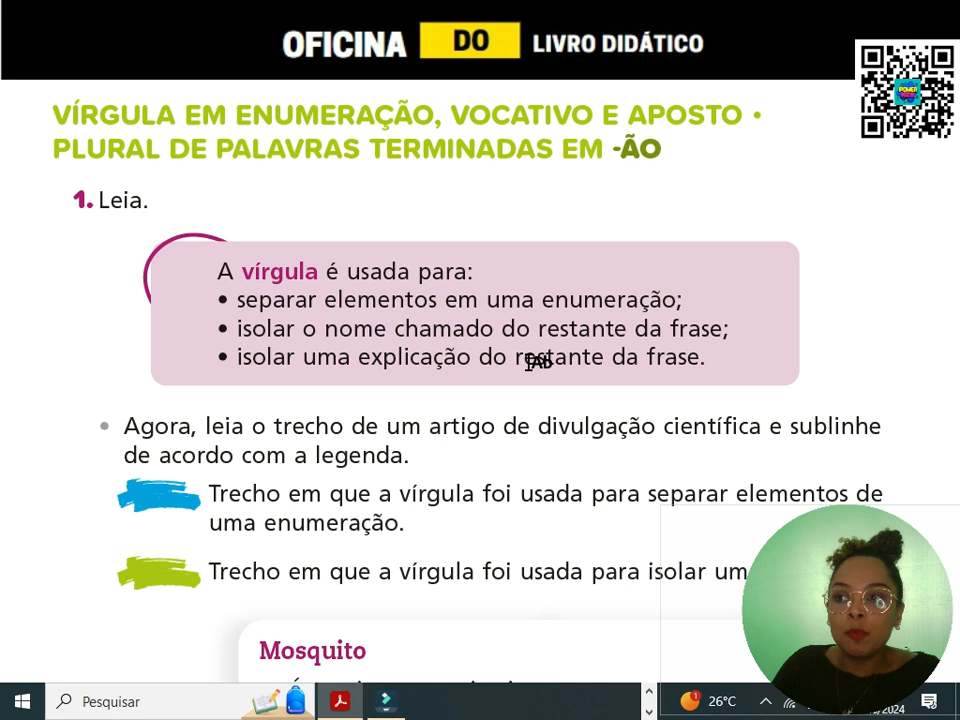 OFICINA DO LIVRO DIDÁTICO
VÍRGULA EM ENUMERAÇÃO, VOCATIVO E APOSTO •
PLURAL DE PALAVRAS TERMINADAS EM -ÃO
1. Leia.
A vírgula é usada para:
• separar elementos em uma enumeração;
• isolar o nome chamado do restante da frase;
• isolar uma explicação do restante da frase.
• Agora, leia o trecho de um artigo de divulgação científica e sublinhe
de acordo com a legenda.
Trecho em que a vírgula foi usada para separar elementos de
uma enumeração.
Trecho em que a vírgula foi usada para isolar
Mosquito
Pesquisar
1
26°C